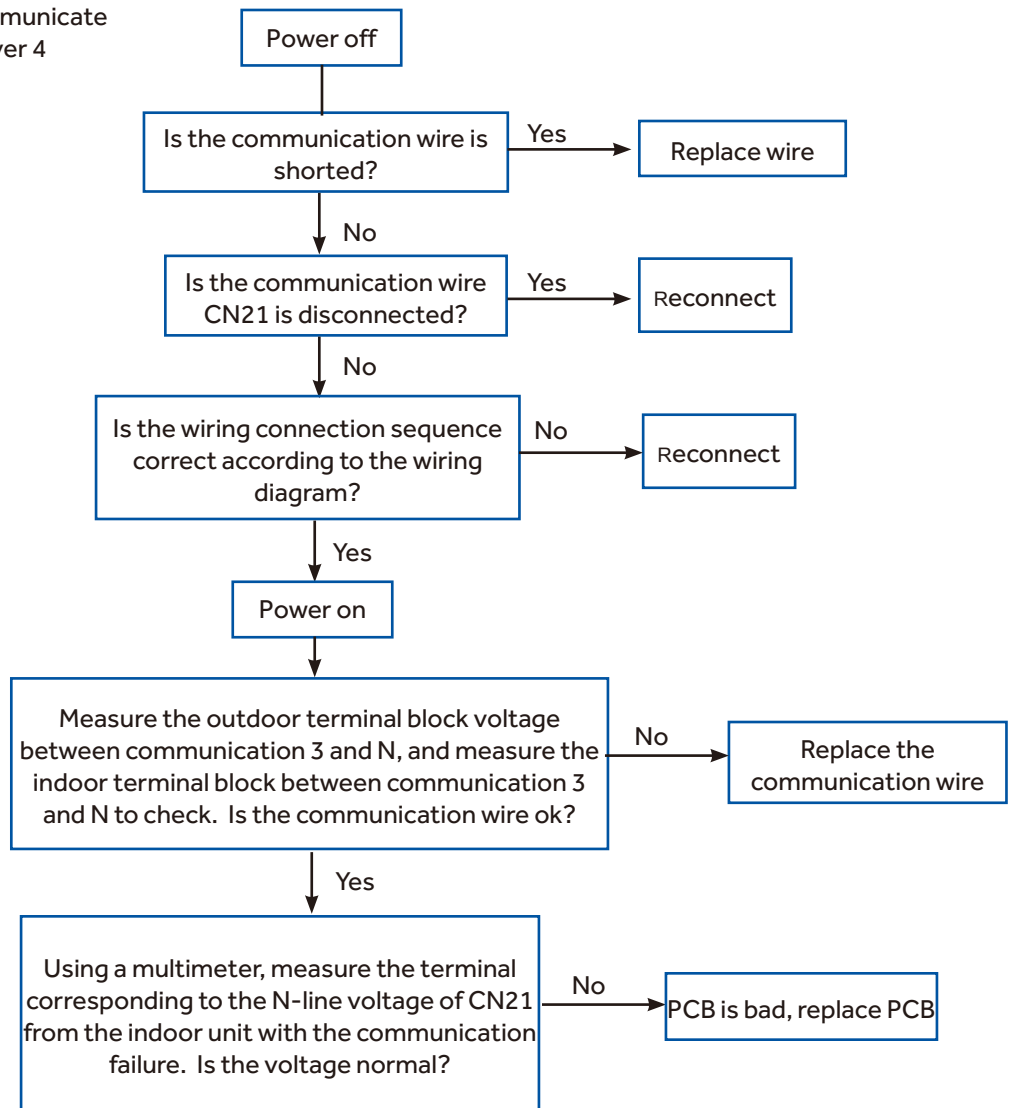 municate
er 4
Power off
Is the communication wire is
shorted?
Yes
Replace wire
No
Is the communication wire
CN21 is disconnected?
Yes
Reconnect
No
Is the wiring connection sequence
correct according to the wiring
diagram?
No
Reconnect
Yes
Power on
Measure the outdoor terminal block voltage
between communication 3 and N, and measure the
indoor terminal block between communication 3
and N to check. Is the communication wire ok?
No
Replace the
communication wire
Yes
Using a multimeter, measure the terminal
corresponding to the N-line voltage of CN21
from the indoor unit with the communication
failure. Is the voltage normal?
No
PCB is bad, replace PCB